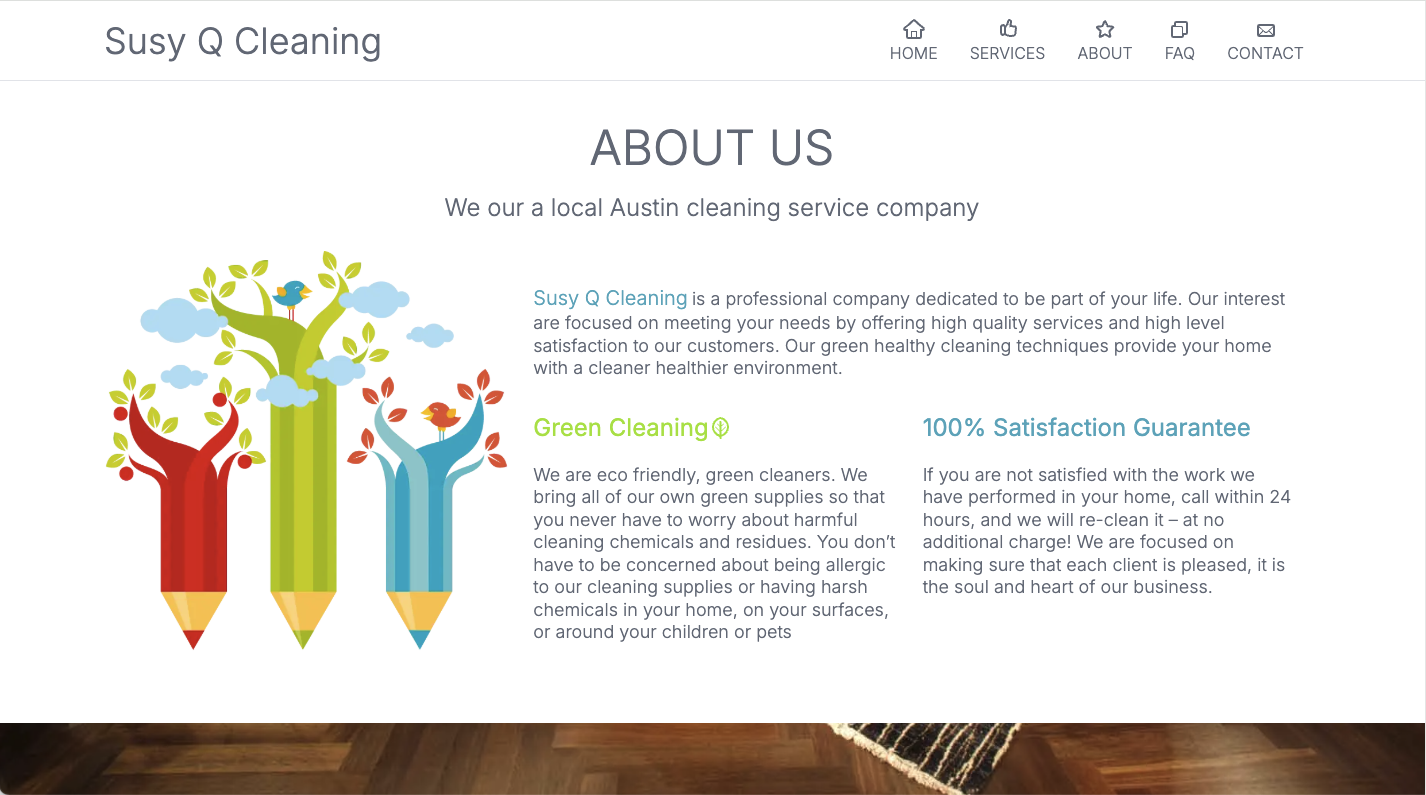 Susy Q Cleaning
HOME
SERVICES
ABOUT
FAQ
CONTACT
ABOUT US
We our a local Austin cleaning service company
Susy Q Cleaning is a professional company dedicated to be part of your life. Our interest
are focused on meeting your needs by offering high quality services and high level
satisfaction to our customers. Our green healthy cleaning techniques provide your home
with a cleaner healthier environment.
Green Cleaning
We are eco friendly, green cleaners. We
bring all of our own green supplies so that
you never have to worry about harmful
cleaning chemicals and residues. You don’t
have to be concerned about being allergic
to our cleaning supplies or having harsh
chemicals in your home, on your surfaces,
or around your children or pets
100% Satisfaction Guarantee
If you are not satisfied with the work we
have performed in your home, call within 24
hours, and we will re-clean it – at no
additional charge! We are focused on
making sure that each client is pleased, it is
the soul and heart of our business.